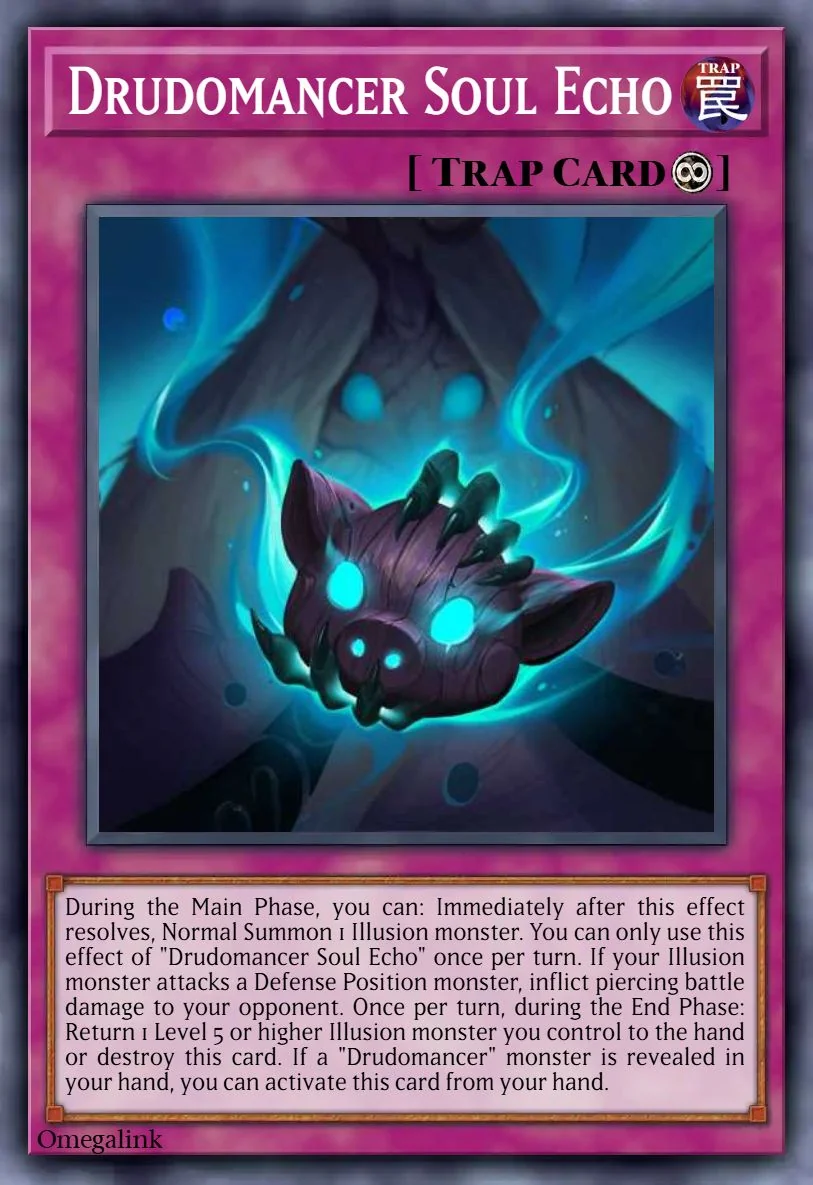 DRUDOMANCER SOUL ECHO
TRAP
罠
[ TRAP CARD ]
During the Main Phase, you can: Immediately after this effect
resolves, Normal Summon 1 Illusion monster. You can only use this
effect of "Drudomancer Soul Echo" once per turn. If your Illusion
monster attacks a Defense Position monster, inflict piercing battle
damage to your opponent. Once per turn, during the End Phase:
Return 1 Level 5 or higher Illusion monster you control to the hand
or destroy this card. If a "Drudomancer" monster is revealed in
your hand, you can activate this card from your hand.
Omegalink